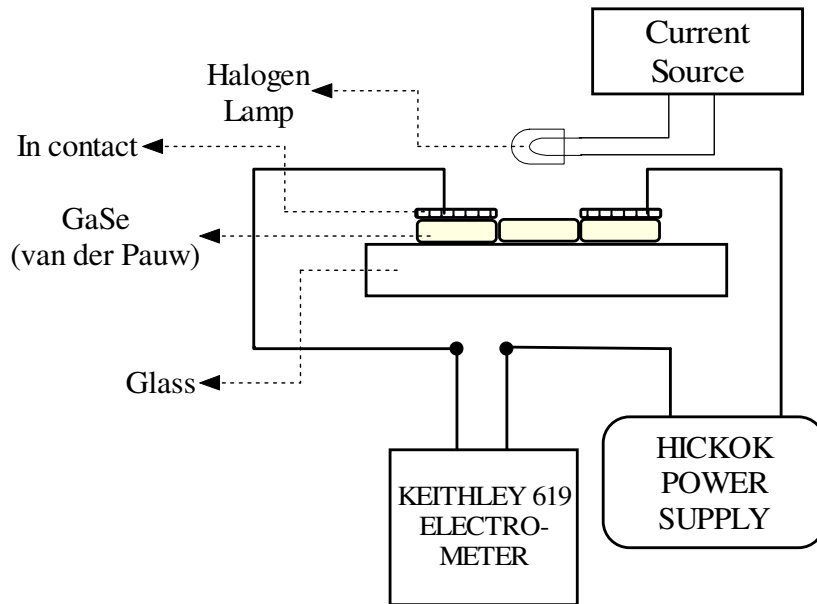 Current
Source
Halogen
Lamp
In contact
GaSe
(van der Pauw)
Glass
KEITHLEY 619
ELECTRO-
METER
HICKOK
POWER
SUPPLY